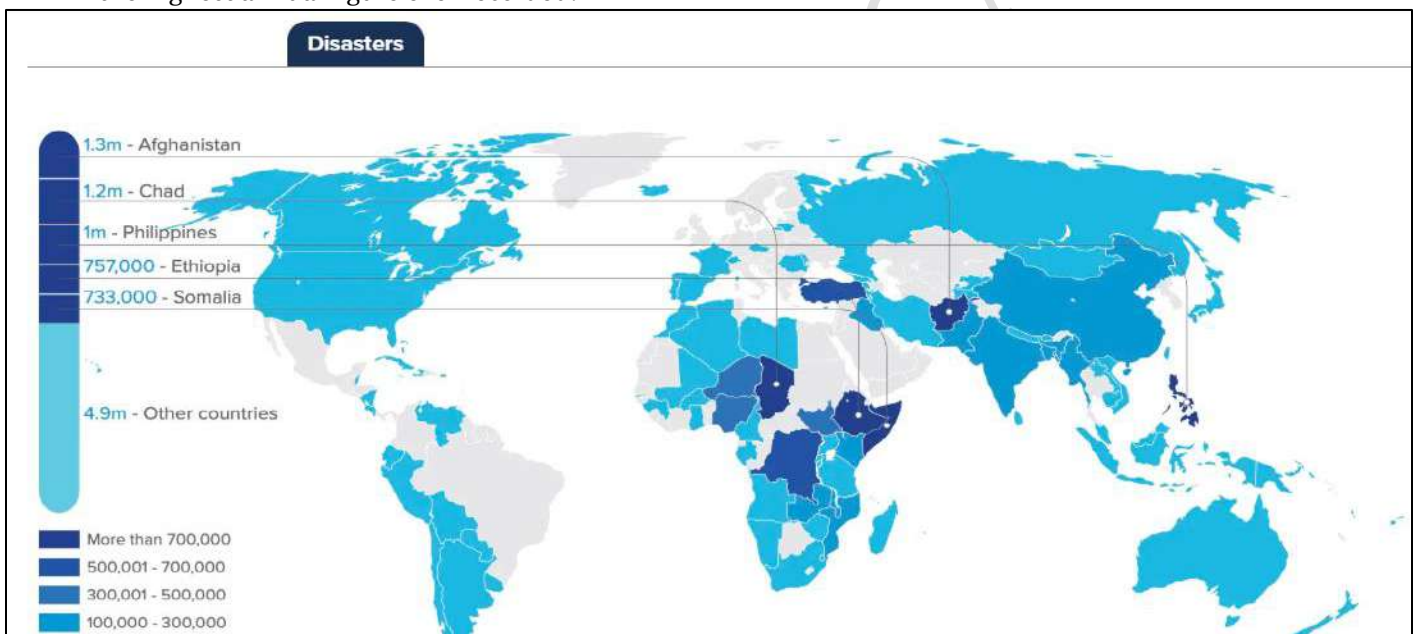 Disasters
1.3m - Afghanistan
1.2m - Chad
1m - Philippines
757,000 - Ethiopia
733,000 - Somalia
4.9m - Other countries
More than 700,000
500,001 - 700,000
300,001 - 500,000
100,000 - 300,000